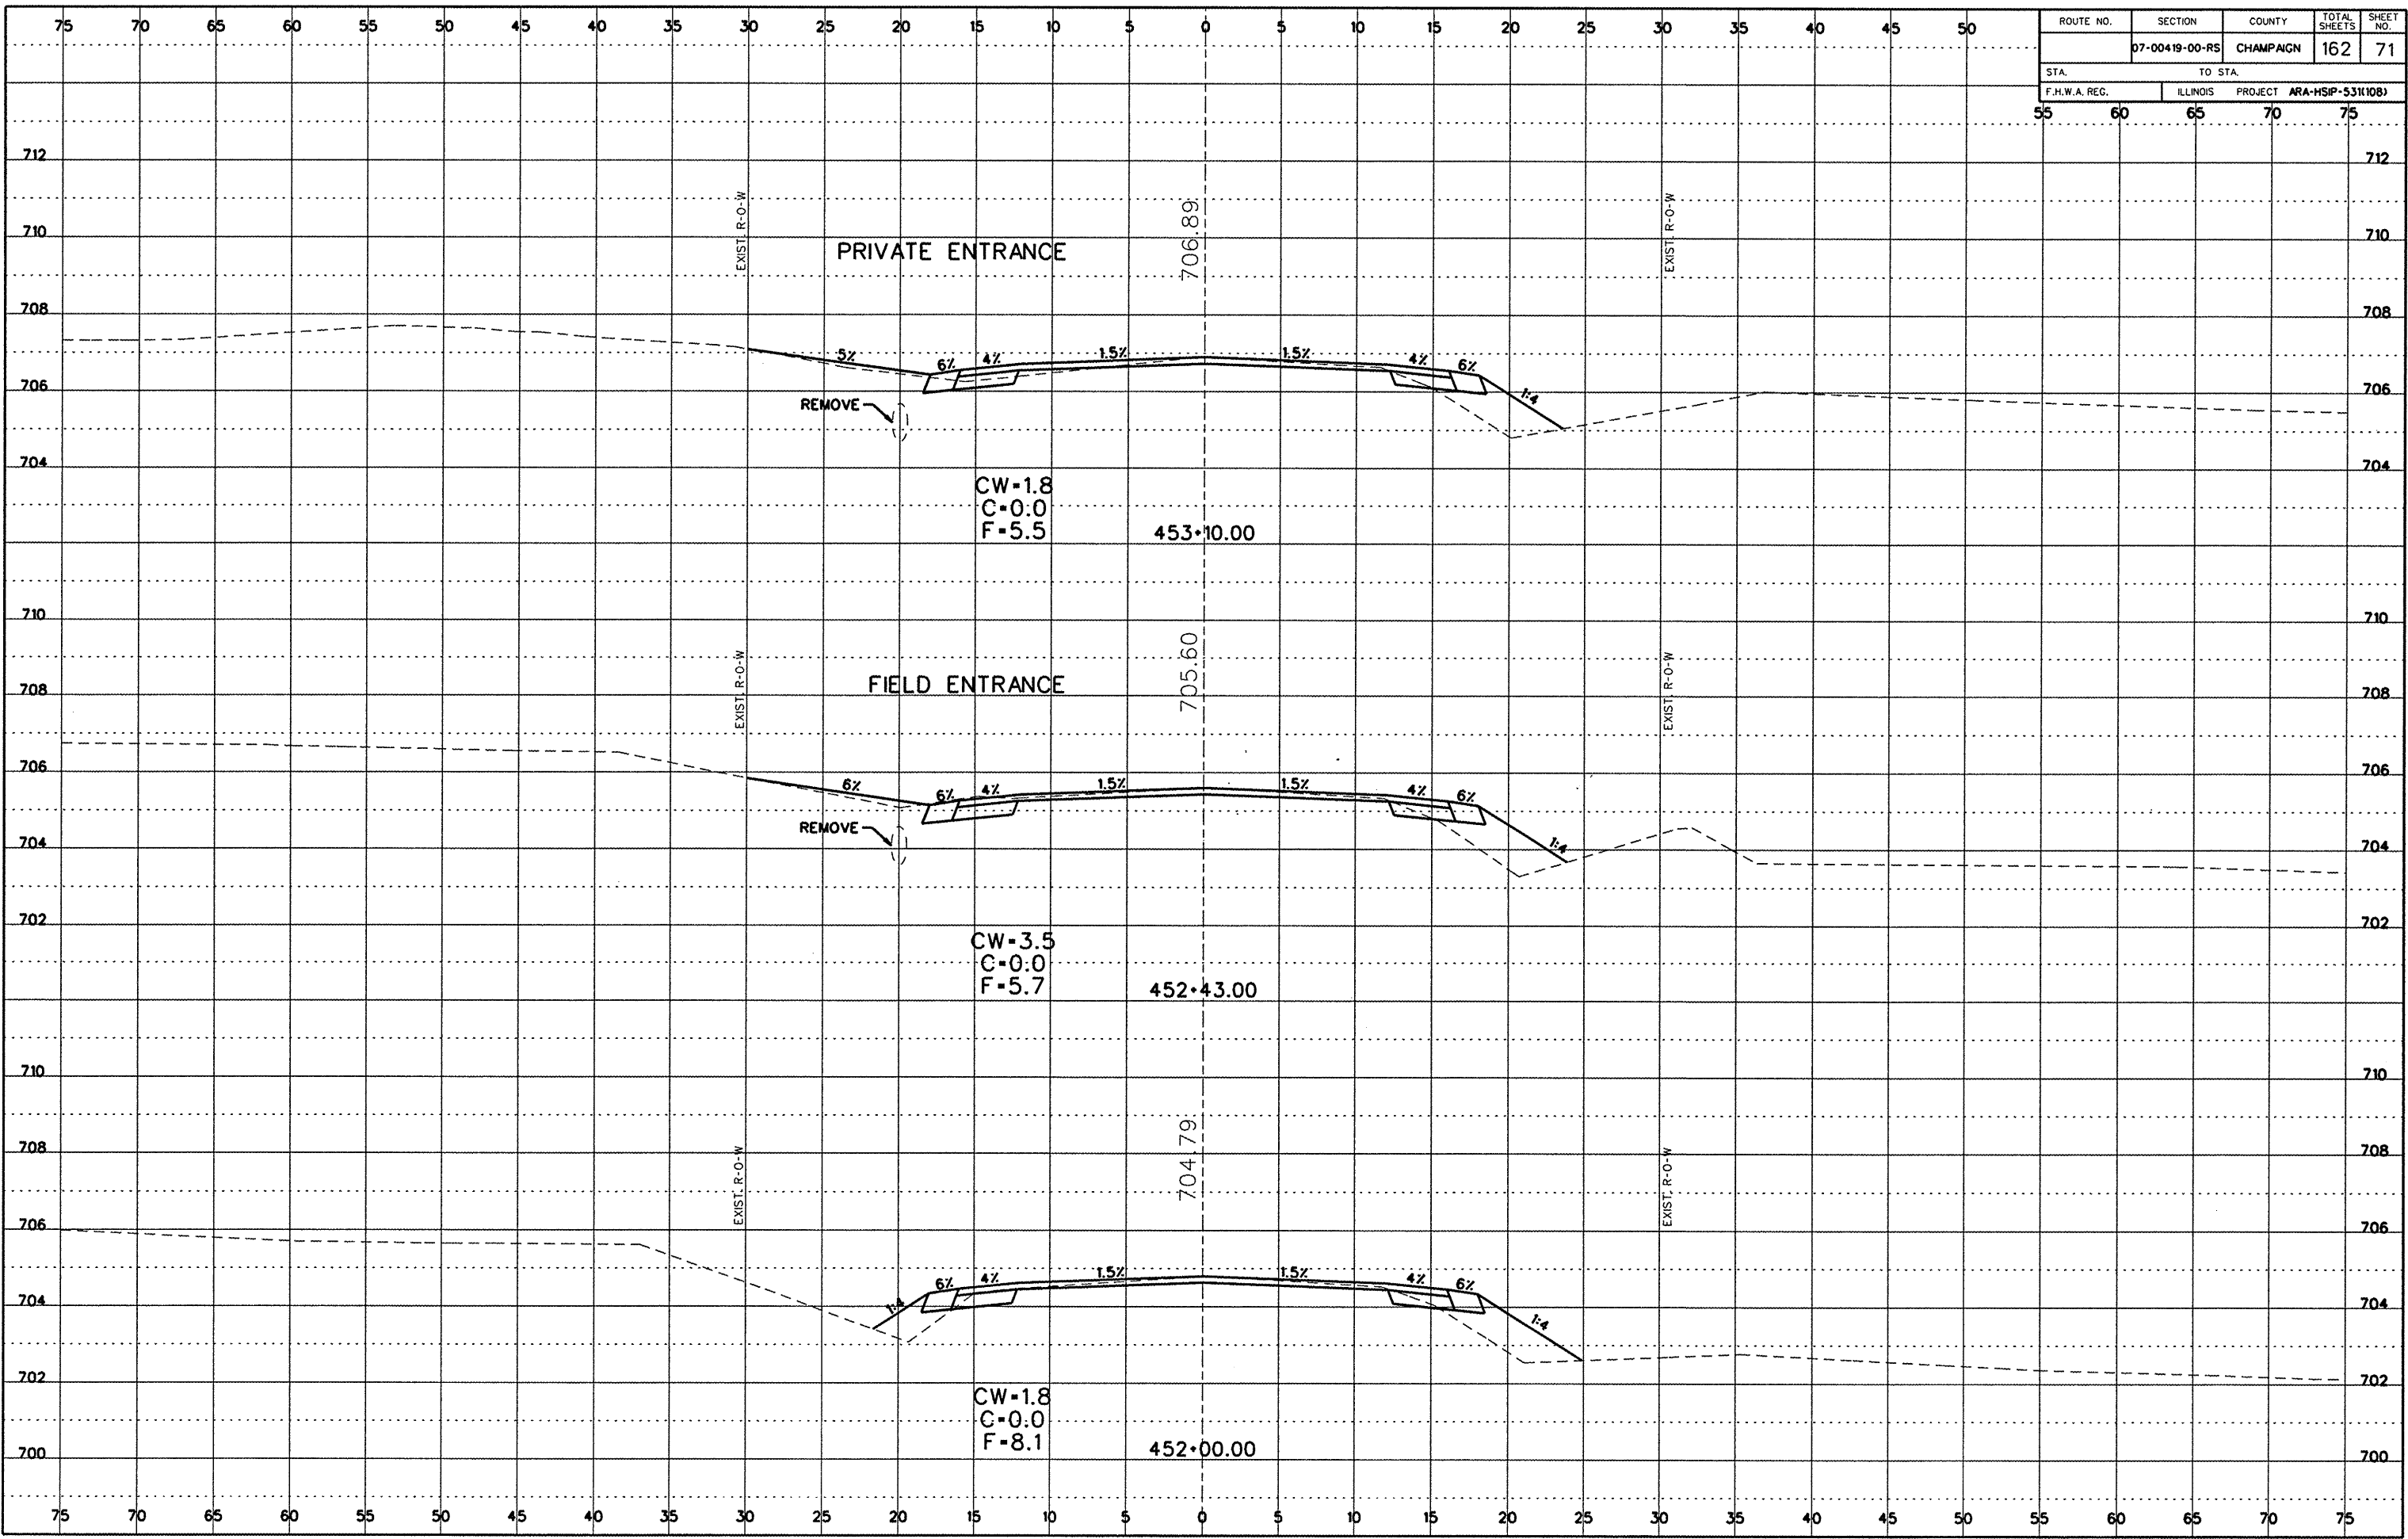 75 70 65 60 55 50 45 40 35 30 25 20 15 10 5 0 5 10 15 20 25 30 35 40 45 50
ROUTE NO. SECTION COUNTY TOTAL SHEETS SHEET NO.
07-00419-00-RS CHAMPAIGN 162 71
STA. TO STA.
F.H.W.A. REG. ILLINOIS PROJECT ARA-HSIP-531(108)
55 60 65 70 75
712 712
EXIST. R-O-W 706.89 EXIST. R-O-W
710 710
PRIVATE ENTRANCE
708 708
5% 6% 4% 1.5% 1.5% 4% 6%
706 1:4 706
REMOVE
704 704
CW=1.8
C=0.0
F=5.5 453+10.00
710 710
EXIST. R-O-W 705.60 EXIST. R-O-W
FIELD ENTRANCE
708 708
706 706
6% 6% 4% 1.5% 1.5% 4% 6%
REMOVE
704 1:4 704
702 702
CW=3.5
C=0.0
F=5.7 452+43.00
710 710
708 708
EXIST. R-O-W 704.79 EXIST. R-O-W
706 706
1:4 6% 4% 1.5% 1.5% 4% 6% 1:4
704 704
702 702
CW=1.8
C=0.0
F=8.1 452+00.00
700 700
75 70 65 60 55 50 45 40 35 30 25 20 15 10 5 0 5 10 15 20 25 30 35 40 45 50 55 60 65 70 75